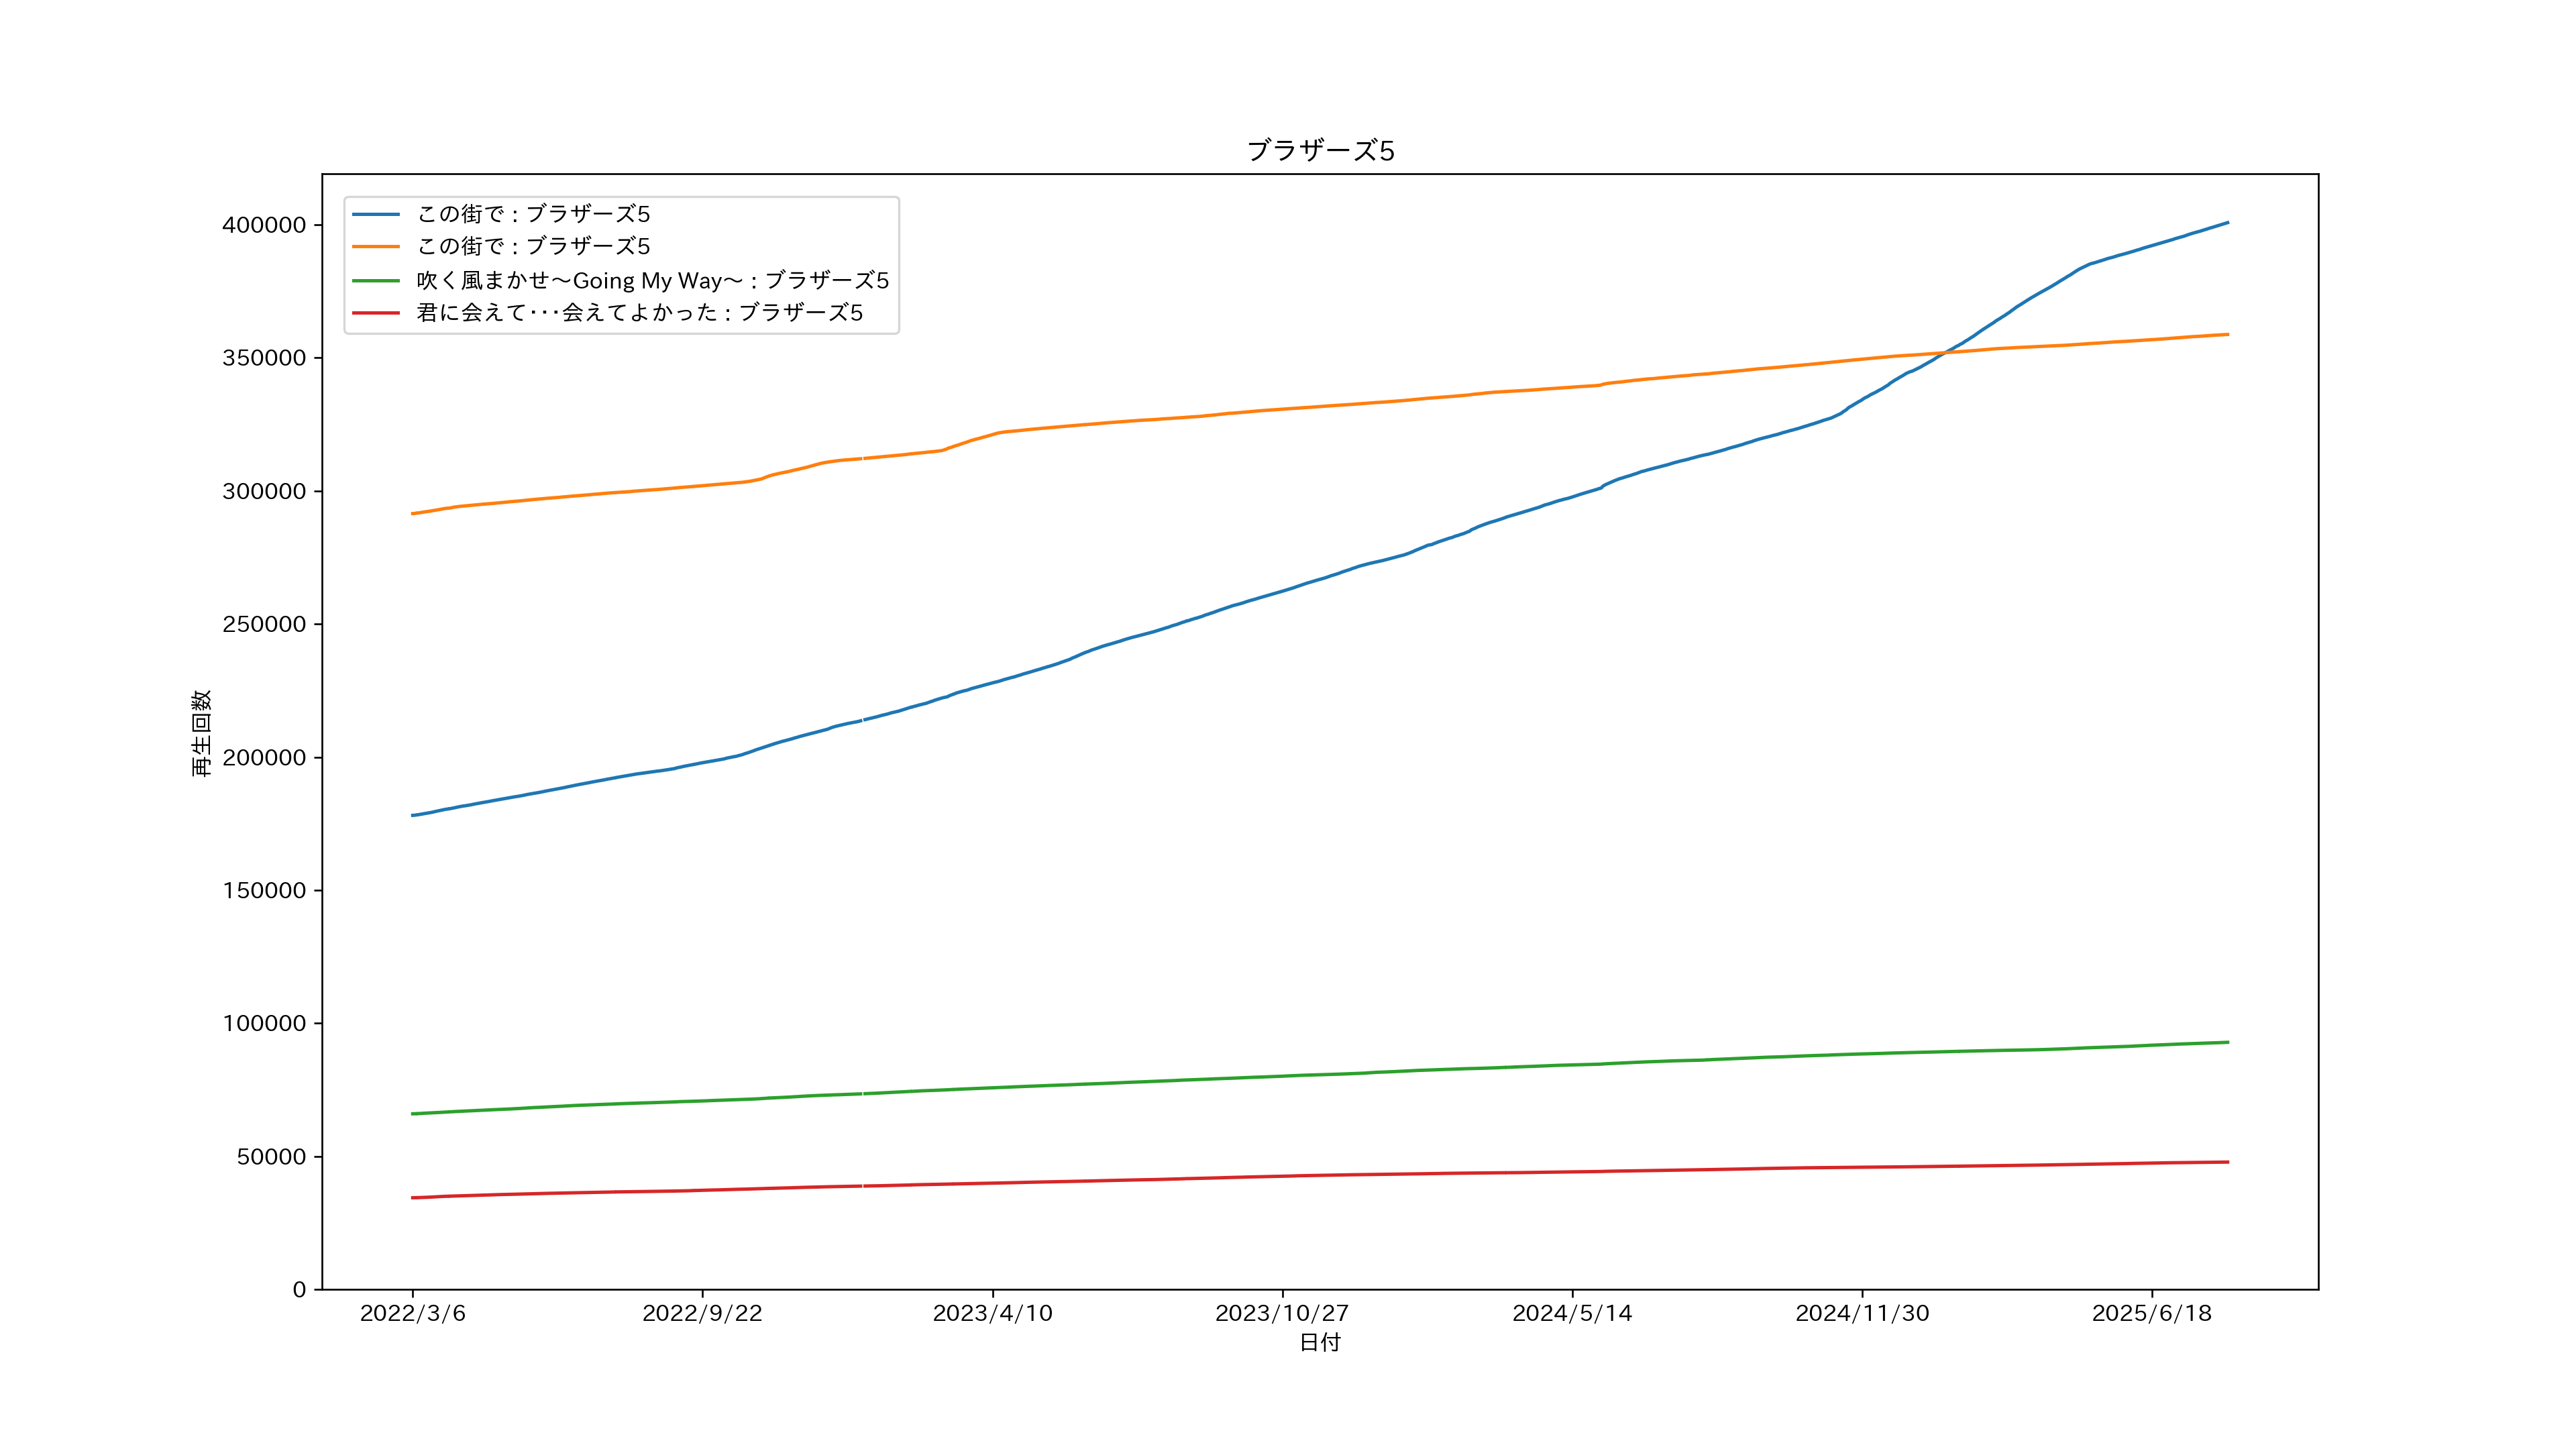 ブラザーズ5
この街で : ブラザーズ5
この街で : ブラザーズ5
吹く風まかせ〜Going My Way〜 : ブラザーズ5
君に会えて･･･会えてよかった : ブラザーズ5
400000
350000
300000
250000
200000
150000
100000
50000
0
再生回数
2022/3/6
2022/9/22
2023/4/10
2023/10/27
2024/5/14
2024/11/30
2025/6/18
日付